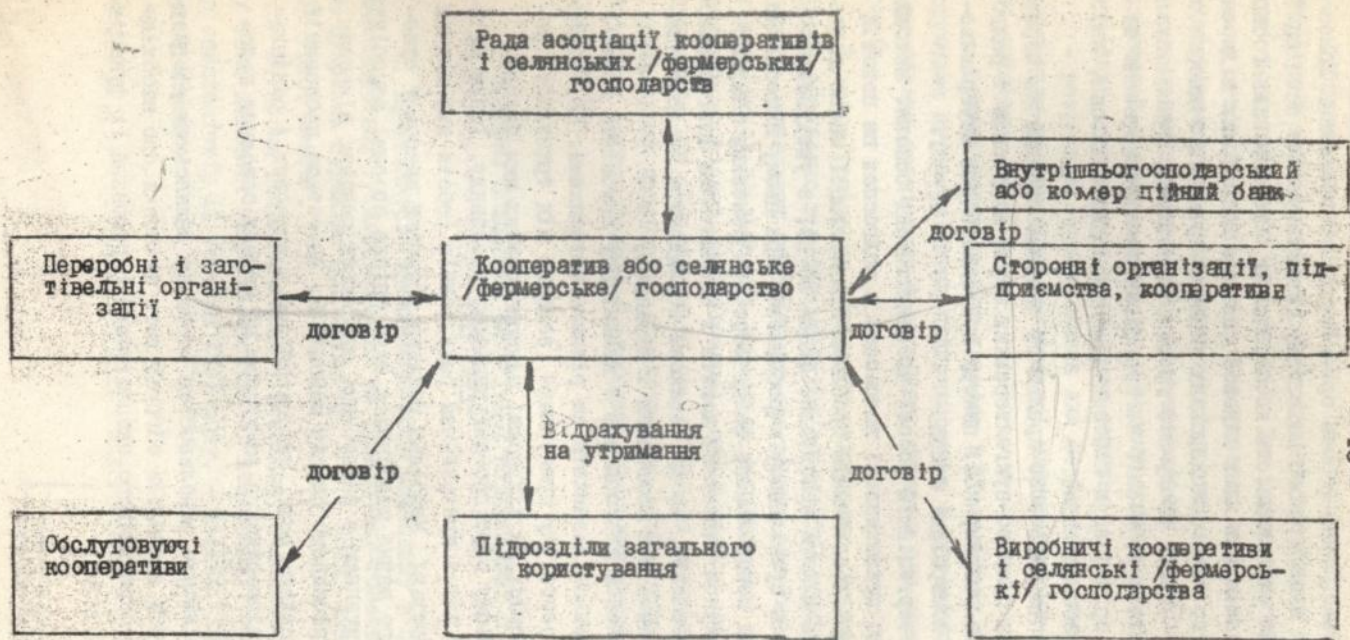 Рада асоціації кооперативів
і селянських /фермерських/
господарств
Внутрішньогосподарський
або комерційний банк
договір
Переробні і заго-
тівельні органі-
зації
Кооператив або селянське
/фермерське/ господарство
Сторонні організації, під-
приємства, кооперативи
договір
договір
Відрахування
на утримання
договір
договір
Обслуговуючі
кооперативи
Підрозділи загального
користування
Виробничі кооперативи
і селянські /фермерсь-
кі/ господарства